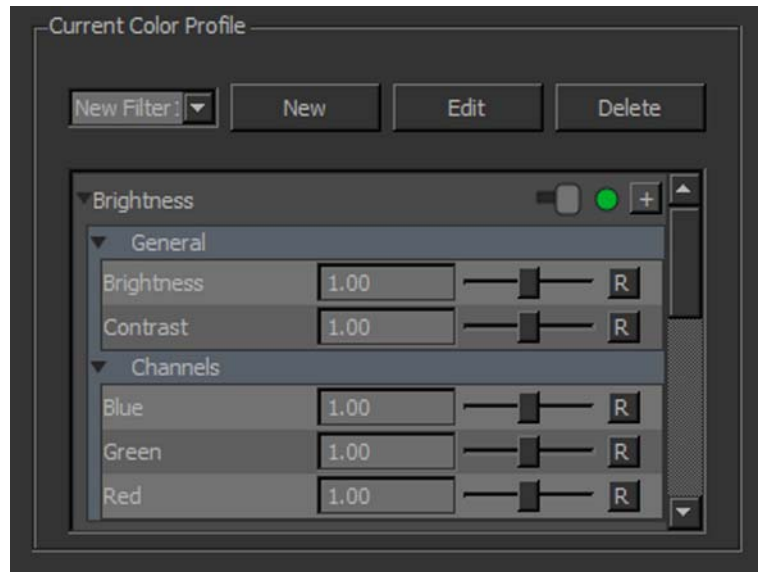 Current Color Profile
New Filter New Edit Delete
Brightness +
General
Brightness 1.00 R
Contrast 1.00 R
Channels
Blue 1.00 R
Green 1.00 R
Red 1.00 R